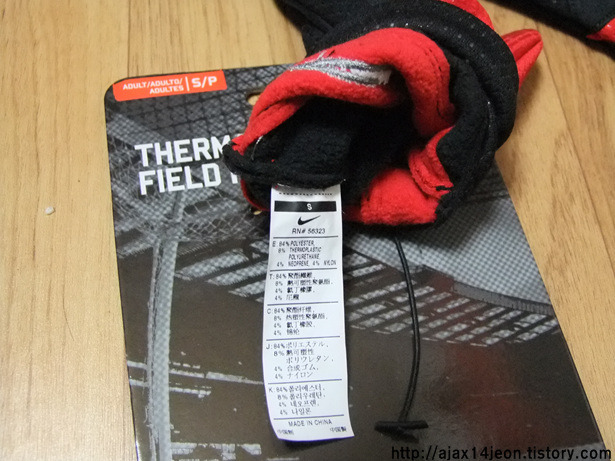 ADULT/ADULTO/
ADULTES
S/P
THERM
FIELD
S
RN# 56323
E: 84% POLYESTER,
8% THERMOPLASTIC
POLYURETHANE
4% NEOPRENE, 4% NYLON
T: 84% 聚酯纖維,
8% 熱可塑性聚氨酯,
4% 氯丁橡膠
4% 尼龍
C: 84% 聚酯纤维,
8% 热塑性聚氨酯,
4% 氯丁橡胶,
4% 锦纶
J: 84% ポリエステル,
8% 熱可塑性
ポリウレタン,
4% 合成ゴム,
4% ナイロン
K: 84% 폴리에스터,
8% 폴리우레탄,
4% 네오프렌,
4% 나일론
MADE IN CHINA
http://ajax14jeon.tistory.com